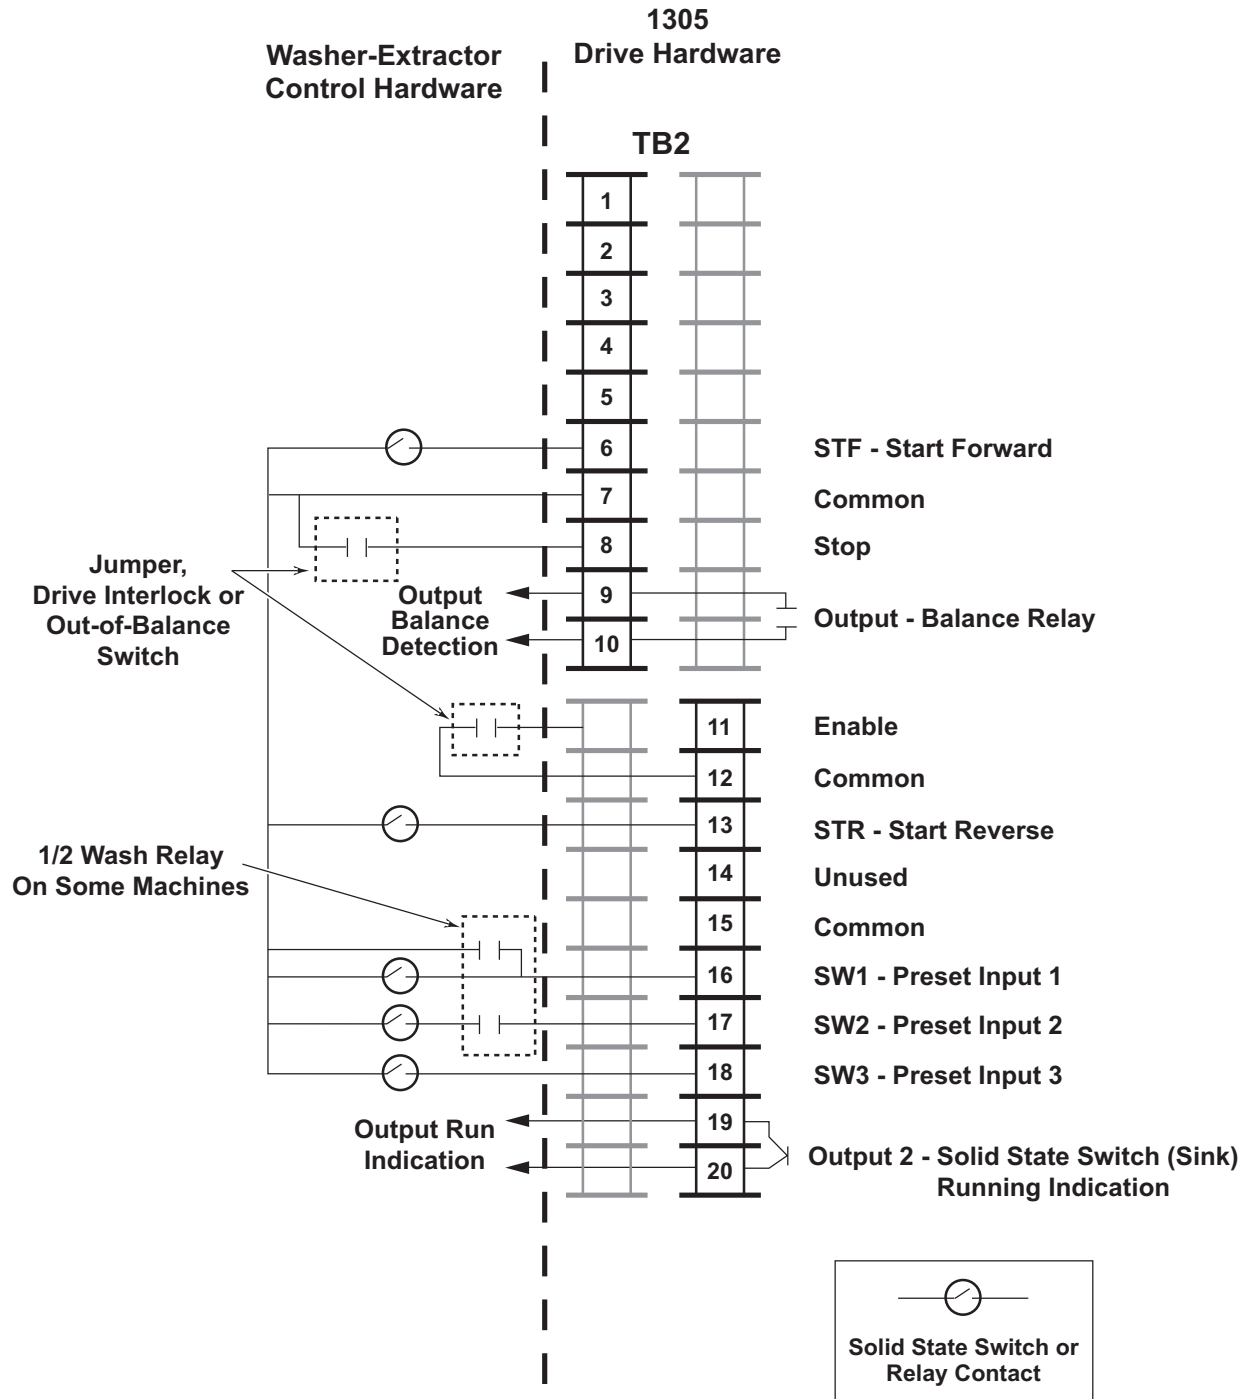 1305
Drive Hardware
Washer-Extractor
Control Hardware
TB2
1
2
3
4
5
6
STF - Start Forward
7
Common
8
Stop
Jumper,
Drive Interlock or
Out-of-Balance
Switch
Output
Balance
Detection
9
10
Output - Balance Relay
11
Enable
12
Common
13
STR - Start Reverse
1/2 Wash Relay
On Some Machines
14
Unused
15
Common
16
SW1 - Preset Input 1
17
SW2 - Preset Input 2
18
SW3 - Preset Input 3
Output Run
Indication
19
20
Output 2 - Solid State Switch (Sink)
Running Indication
Solid State Switch or
Relay Contact